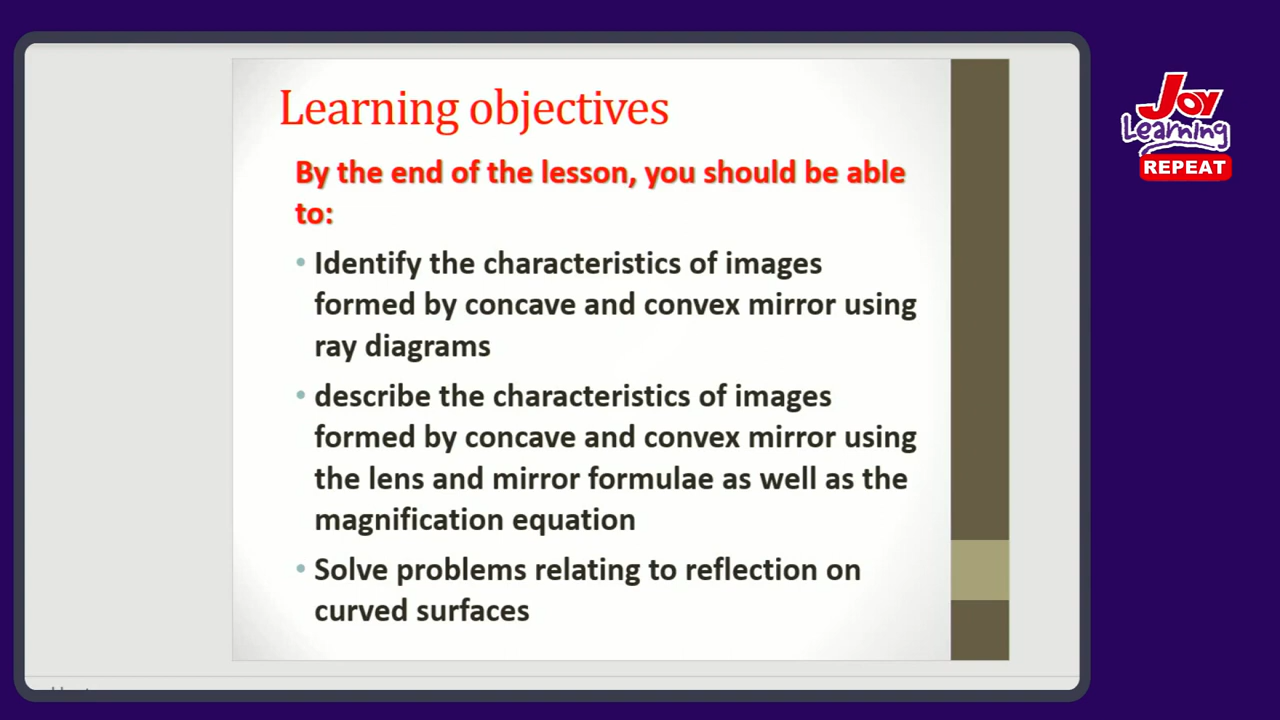 Learning objectives
By the end of the lesson, you should be able
to:
• Identify the characteristics of images
formed by concave and convex mirror using
ray diagrams
• describe the characteristics of images
formed by concave and convex mirror using
the lens and mirror formulae as well as the
magnification equation
• Solve problems relating to reflection on
curved surfaces
Joy
Learning
REPEAT